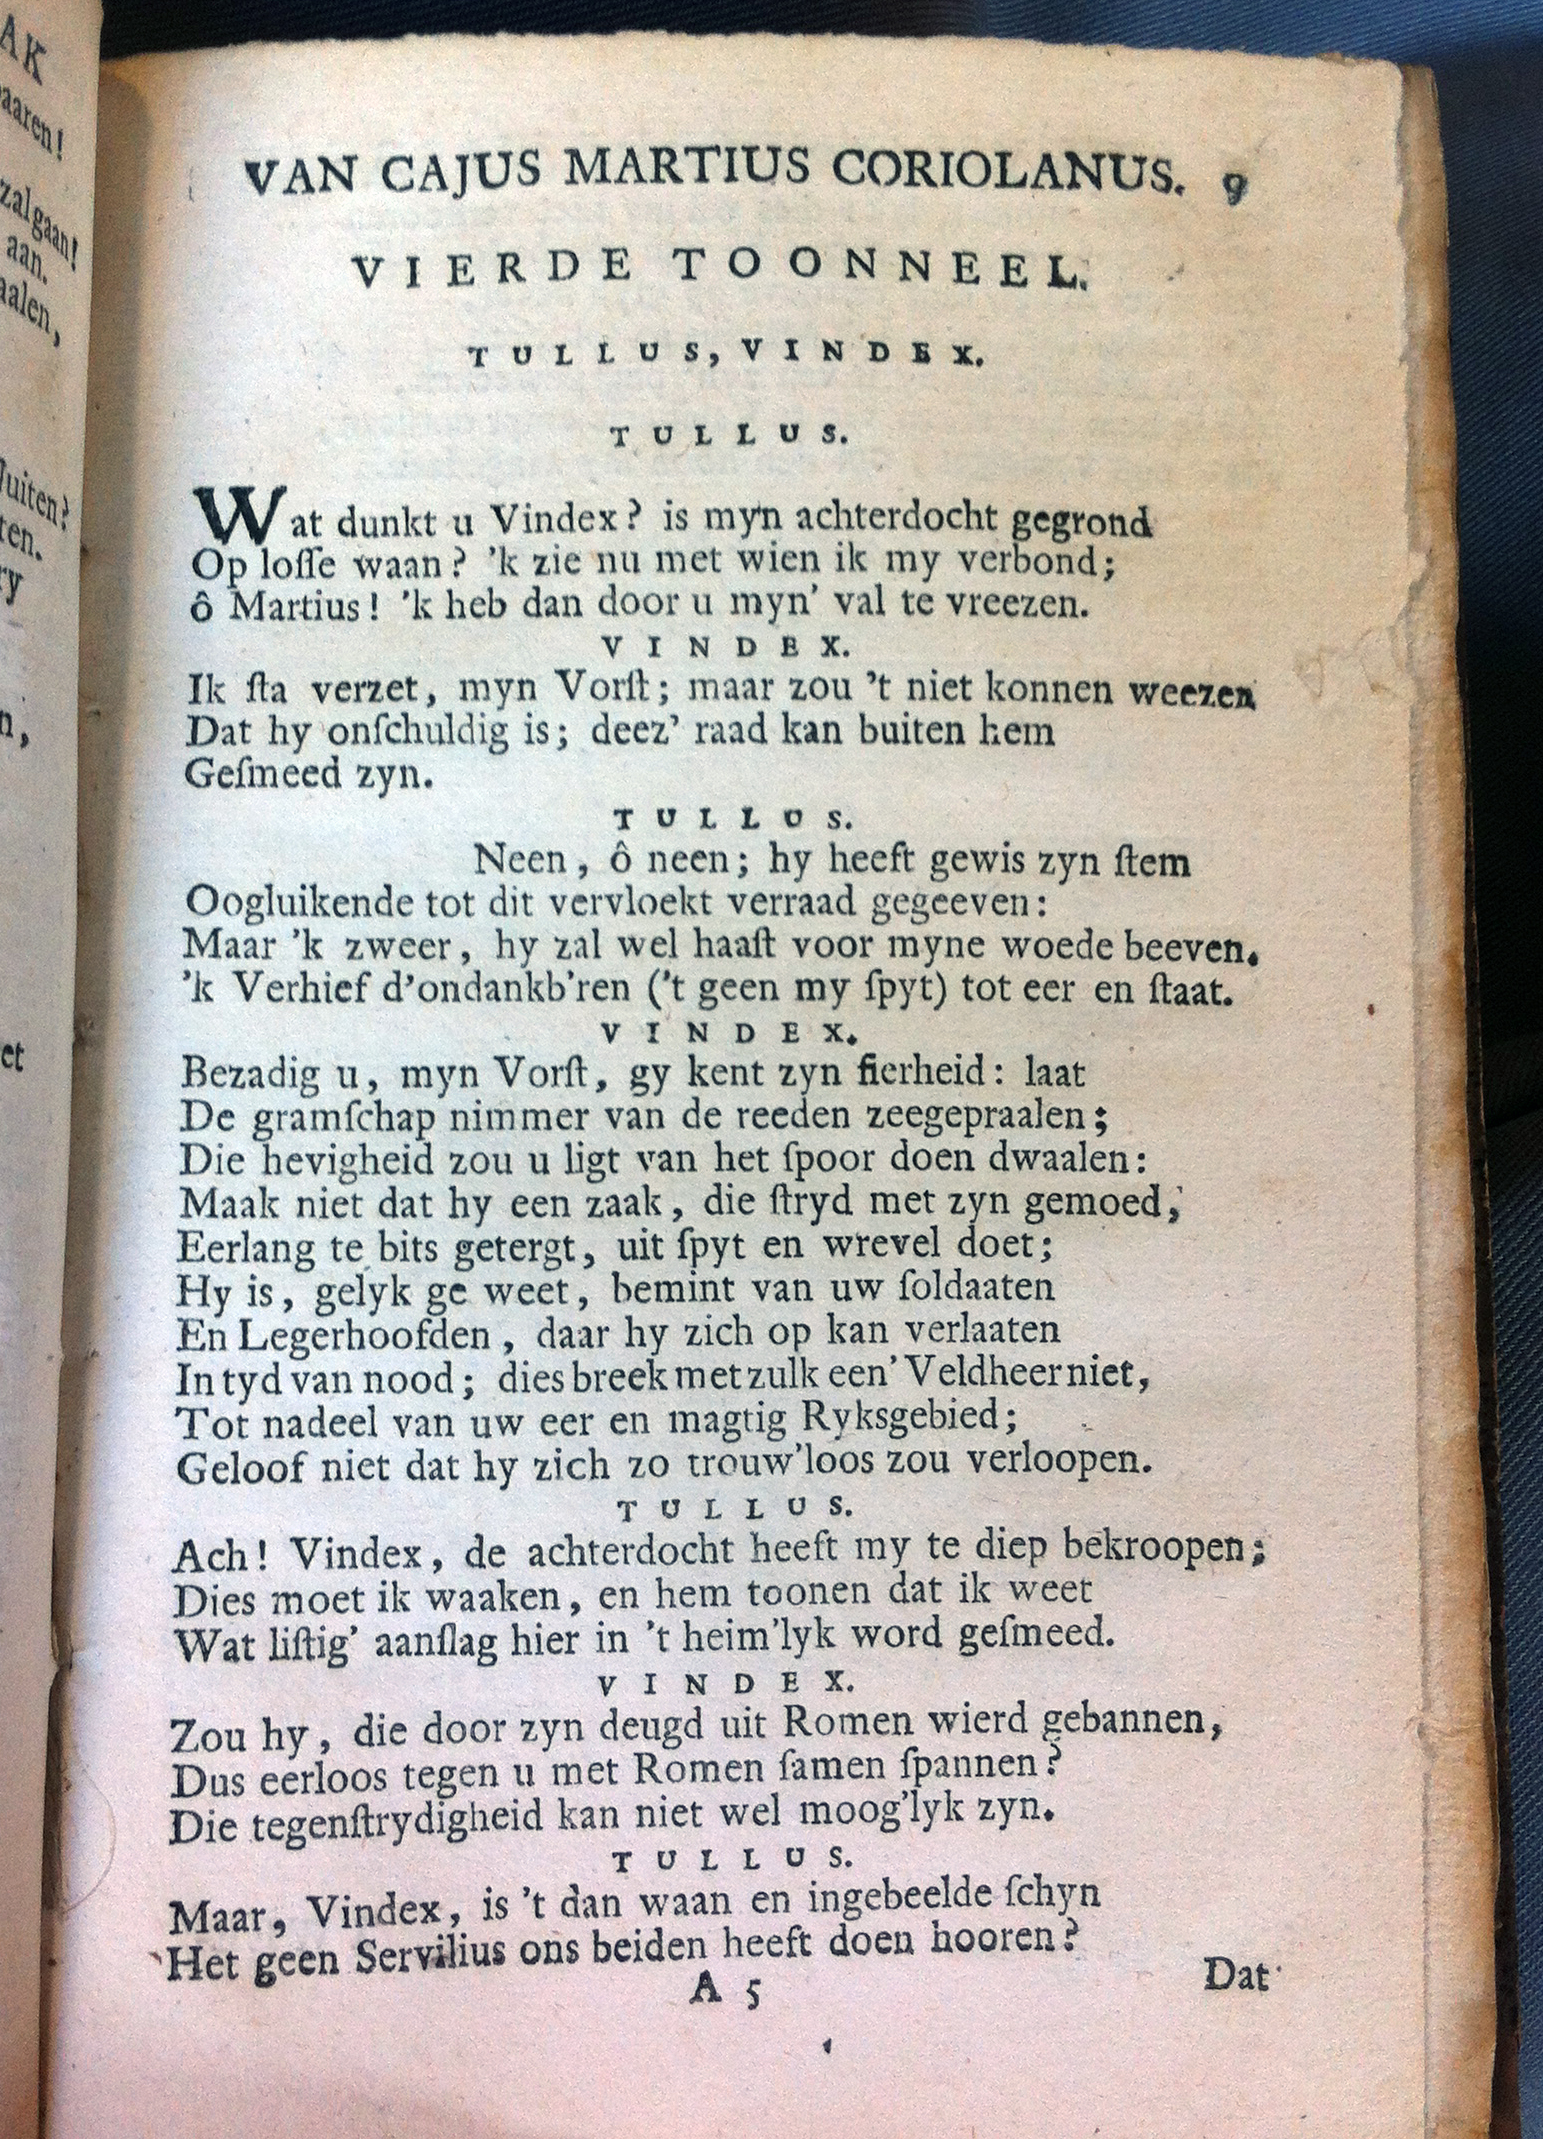 VAN CAJUS MARTIUS CORIOLANUS. 9
VIERDE TOONNEEL.
TULLUS, VINDEX.
TULLUS.
Wat dunkt u Vindex? is myn achterdocht gegrond
Op loſſe waan? 'k zie nu met wien ik my verbond;
ô Martius! 'k heb dan door u myn' val te vreezen.
VINDEX.
Ik ſta verzet, myn Vorſt; maar zou 't niet konnen weezen
Dat hy onſchuldig is; deez' raad kan buiten hem
Geſmeed zyn.
TULLUS.
Neen, ô neen; hy heeft gewis zyn ſtem
Oogluikende tot dit vervloekt verraad gegeeven:
Maar 'k zweer, hy zal wel haaſt voor myne woede beeven.
'k Verhief d'ondankb'ren ('t geen my ſpyt) tot eer en ſtaat.
VINDEX.
Bezadig u, myn Vorſt, gy kent zyn fierheid: laat
De gramſchap nimmer van de reeden zeegepraalen;
Die hevigheid zou u ligt van het ſpoor doen dwaalen:
Maak niet dat hy een zaak, die ſtryd met zyn gemoed,
Eerlang te bits getergt, uit ſpyt en wrevel doet;
Hy is, gelyk ge weet, bemint van uw ſoldaaten
En Legerhoofden, daar hy zich op kan verlaaten
In tyd van nood; dies breek met zulk een' Veldheer niet,
Tot nadeel van uw eer en magtig Ryksgebied;
Geloof niet dat hy zich zo trouw'loos zou verloopen.
TULLUS.
Ach! Vindex, de achterdocht heeft my te diep bekroopen;
Dies moet ik waaken, en hem toonen dat ik weet
Wat liſtig' aanſlag hier in 't heim'lyk word geſmeed.
VINDEX.
Zou hy, die door zyn deugd uit Romen wierd gebannen,
Dus eerloos tegen u met Romen ſamen ſpannen?
Die tegenſtrydigheid kan niet wel moog'lyk zyn.
TULLUS.
Maar, Vindex, is 't dan waan en ingebeelde ſchyn
Het geen Servilius ons beiden heeft doen hooren?
A 5
Dat